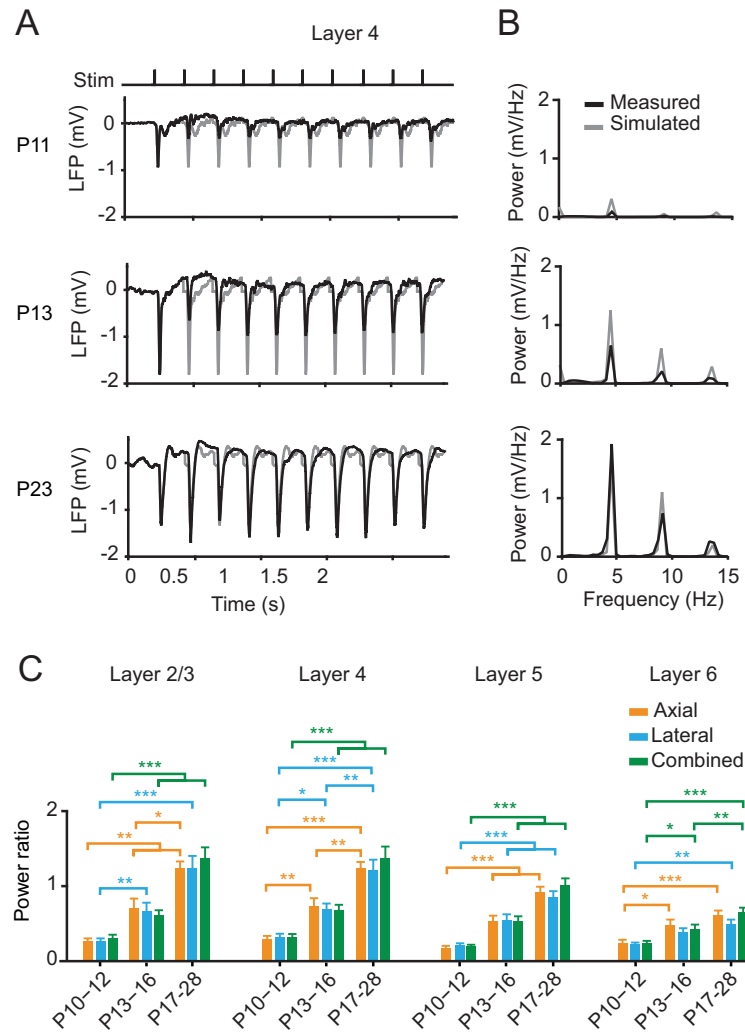 A
Layer 4
B
Stim
P11
LFP (mV)
0
-1
-2
Power (mV/Hz)
2
1
0
Measured
Simulated
P13
LFP (mV)
0
-1
-2
Power (mV/Hz)
2
1
0
P23
LFP (mV)
0
-1
-2
0 0.5 1 2
Time (s)
Power (mV/Hz)
2
1
0
0 5 10 15
Frequency (Hz)
C
Layer 2/3 Layer 4 Layer 5 Layer 6
Axial
Lateral
Combined
Power ratio
2
1
0
*** *** * ** ** 
*** *** ** * *** ** **
*** *** ***
*** ** * ** *** *
P10–12 P13–16 P17-28 P10–12 P13–16 P17-28 P10–12 P13–16 P17-28 P10–12 P13–16 P17-28